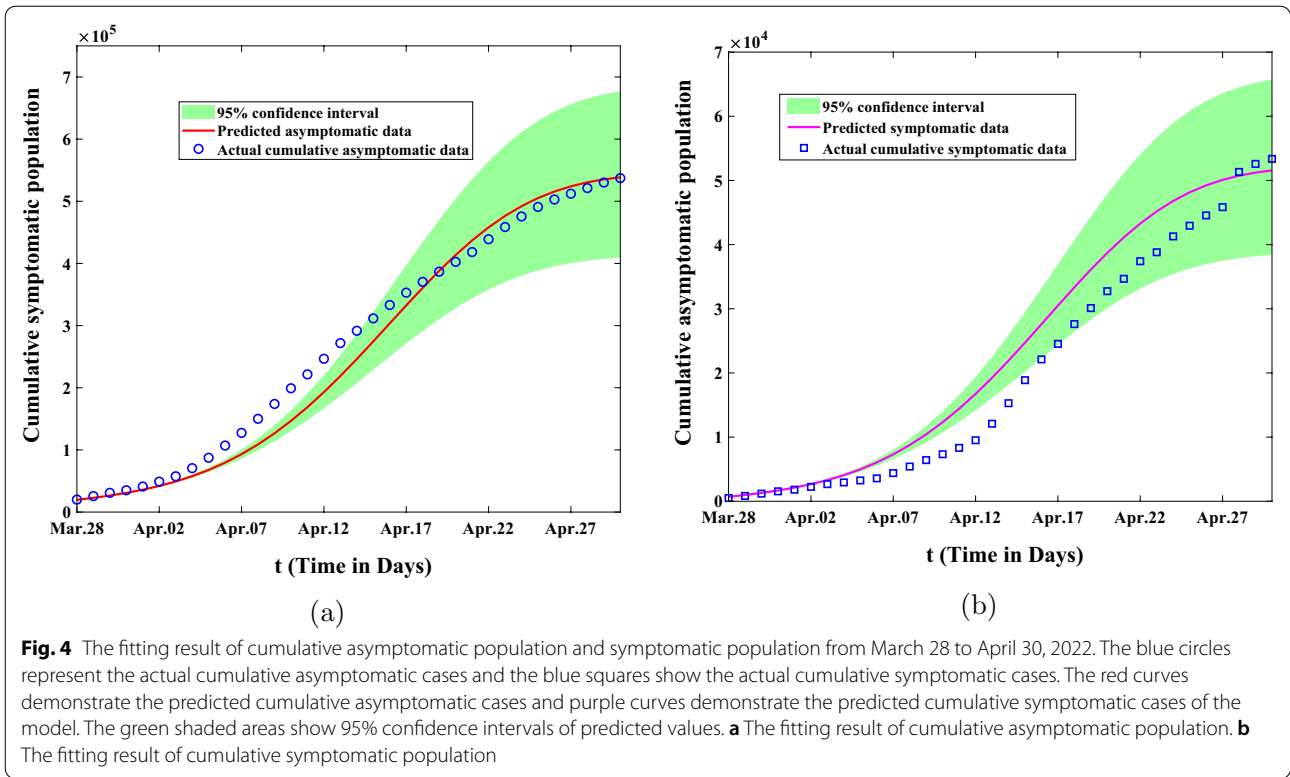 ×10⁵
7
6
5
4
3
2
1
0
Cumulative symptomatic population
95% confidence interval
Predicted asymptomatic data
Actual cumulative asymptomatic data
Mar.28 Apr.02 Apr.07 Apr.12 Apr.17 Apr.22 Apr.27
t (Time in Days)
(a)
×10⁴
7
6
5
4
3
2
1
0
Cumulative asymptomatic population
95% confidence interval
Predicted symptomatic data
Actual cumulative symptomatic data
Mar.28 Apr.02 Apr.07 Apr.12 Apr.17 Apr.22 Apr.27
t (Time in Days)
(b)
Fig. 4 The fitting result of cumulative asymptomatic population and symptomatic population from March 28 to April 30, 2022. The blue circles
represent the actual cumulative asymptomatic cases and the blue squares show the actual cumulative symptomatic cases. The red curves
demonstrate the predicted cumulative asymptomatic cases and purple curves demonstrate the predicted cumulative symptomatic cases of the
model. The green shaded areas show 95% confidence intervals of predicted values. a The fitting result of cumulative asymptomatic population. b
The fitting result of cumulative symptomatic population